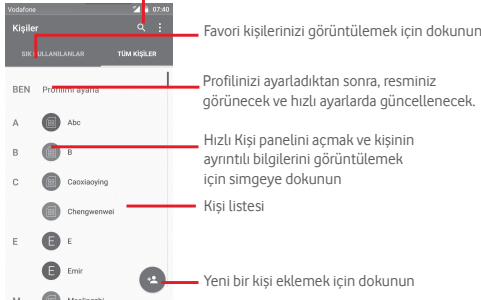 Vodafone 07:40
Kişiler
SIK KULLANILANLAR TÜM KİŞİLER
Favori kişilerinizi görüntülemek için dokunun
BEN Profilimi ayarla
Profilinizi ayarladıktan sonra, resminiz
görünecek ve hızlı ayarlarda güncellenecek.
A Abc
B B
Hızlı Kişi panelini açmak ve kişinin
ayrıntılı bilgilerini görüntülemek
için simgeye dokunun
C Caoxiaoying
Chengwenwei
Kişi listesi
E E E
E Emir
Yeni bir kişi eklemek için dokunun
M